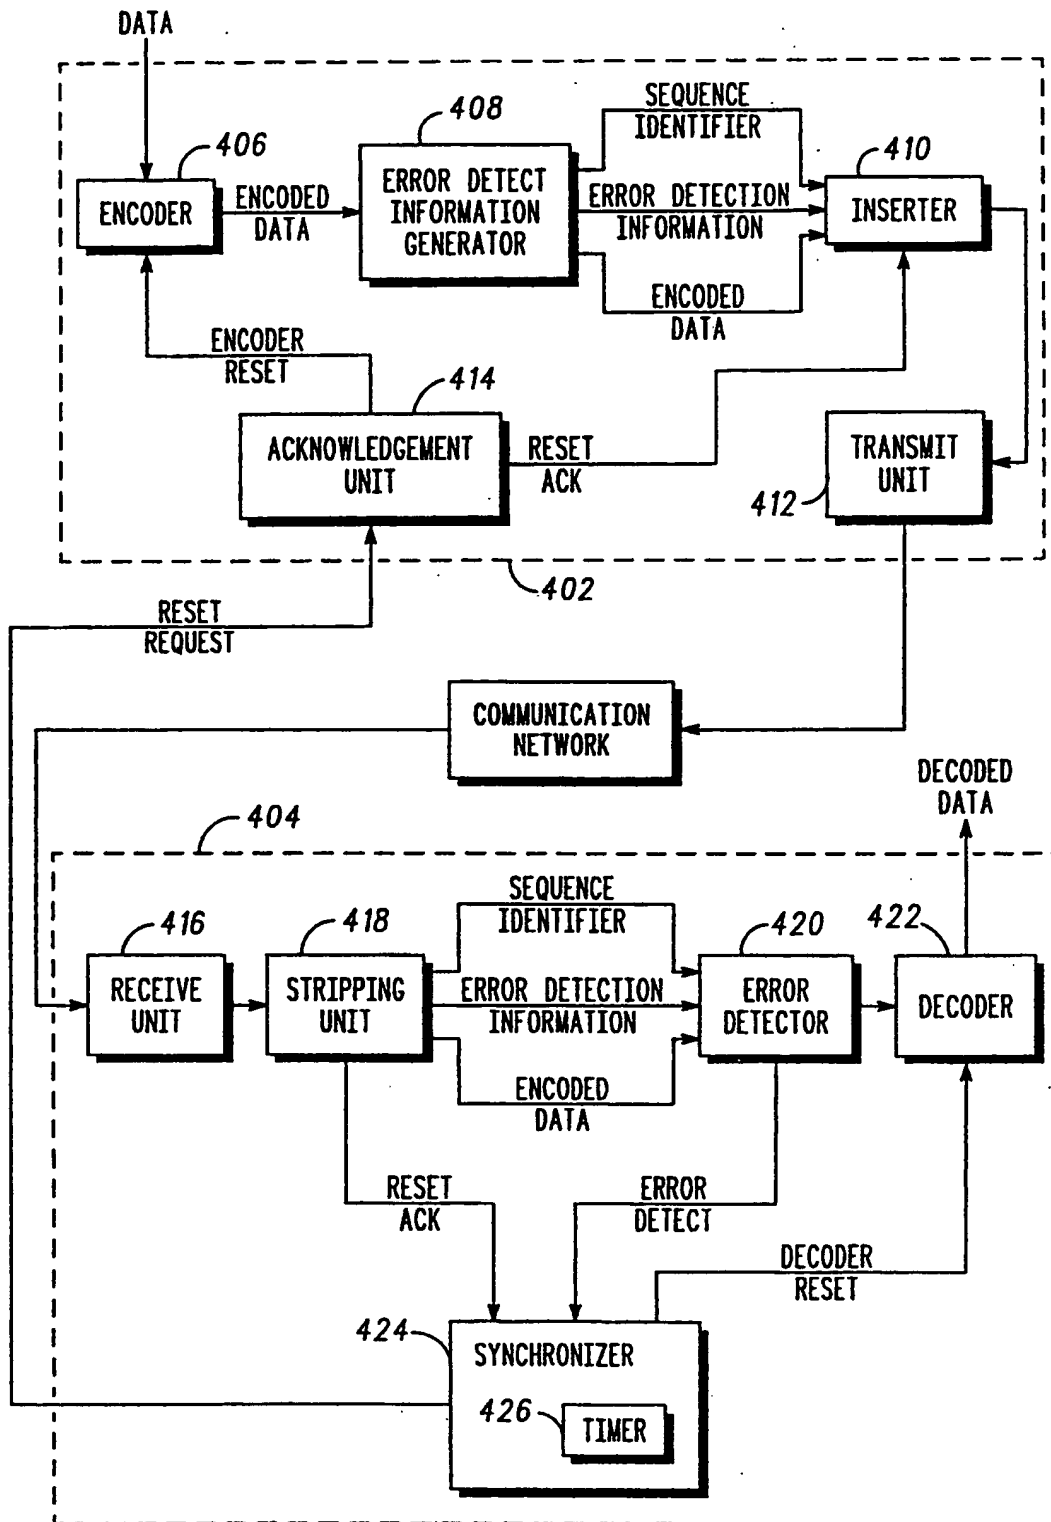 DATA
406
ENCODER
ENCODED
DATA
408
ERROR DETECT
INFORMATION
GENERATOR
SEQUENCE
IDENTIFIER
ERROR DETECTION
INFORMATION
ENCODED
DATA
410
INSERTER
ENCODER
RESET
414
ACKNOWLEDGEMENT
UNIT
RESET
ACK
TRANSMIT
UNIT
412
402
RESET
REQUEST
COMMUNICATION
NETWORK
DECODED
DATA
404
416
RECEIVE
UNIT
418
STRIPPING
UNIT
SEQUENCE
IDENTIFIER
ERROR DETECTION
INFORMATION
ENCODED
DATA
420
ERROR
DETECTOR
422
DECODER
RESET
ACK
ERROR
DETECT
DECODER
RESET
424
SYNCHRONIZER
426
TIMER